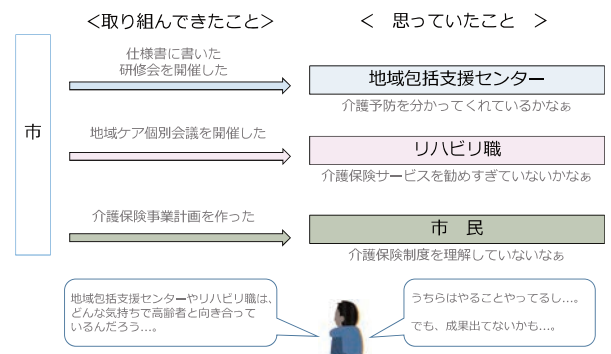 ＜取り組んできたこと＞
＜　思っていたこと　＞
市
仕様書に書いた
研修会を開催した
地域包括支援センター
介護予防を分かってくれているかなぁ
地域ケア個別会議を開催した
リハビリ職
介護保険サービスを勧めすぎていないかなぁ
介護保険事業計画を作った
市　民
介護保険制度を理解していないなぁ
地域包括支援センターやリハビリ職は、
どんな気持ちで高齢者と向き合って
いるんだろう…。
うちらはやることやってるし…。
でも、成果出てないかも…。